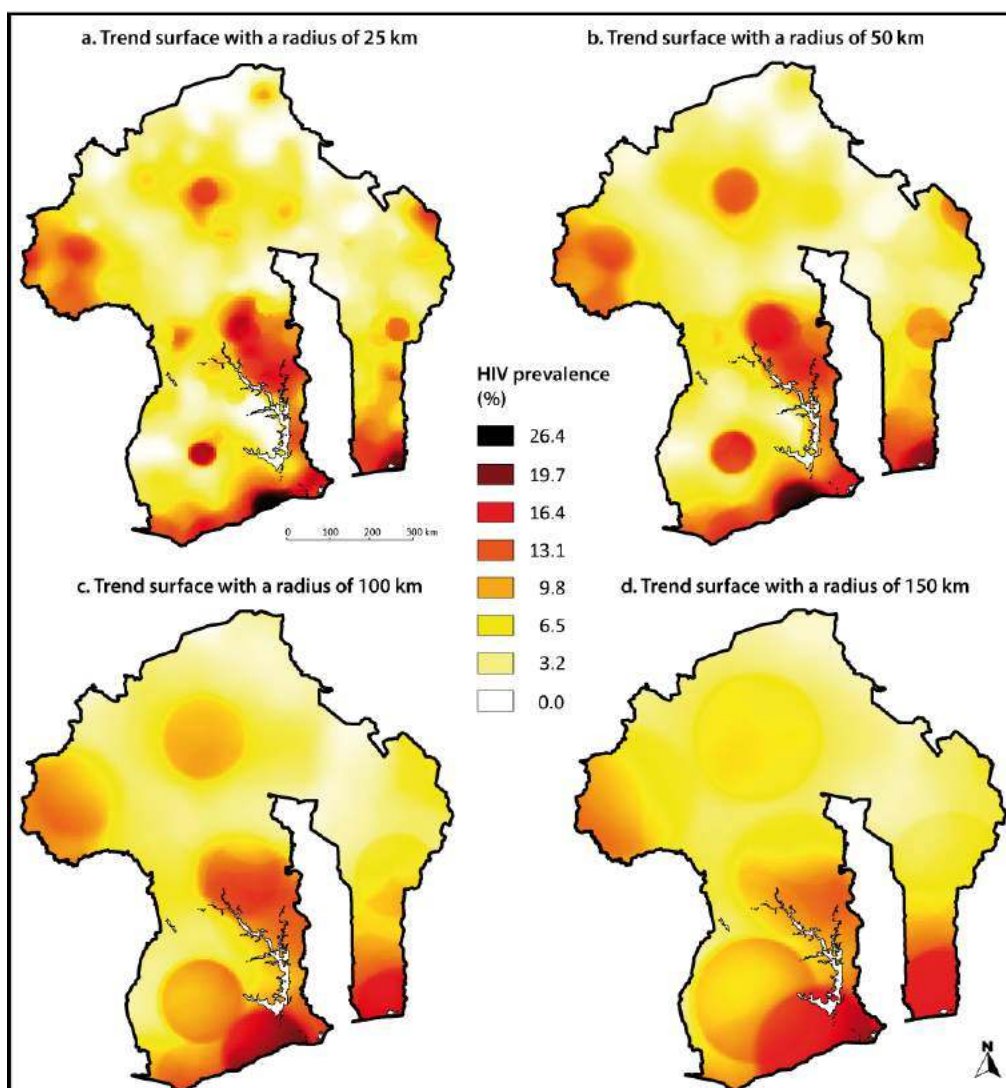 a. Trend surface with a radius of 25 km
b. Trend surface with a radius of 50 km
HIV prevalence
(%)
26.4
19.7
16.4
13.1
9.8
6.5
3.2
0.0
0 100 200 300 km
c. Trend surface with a radius of 100 km
d. Trend surface with a radius of 150 km
N